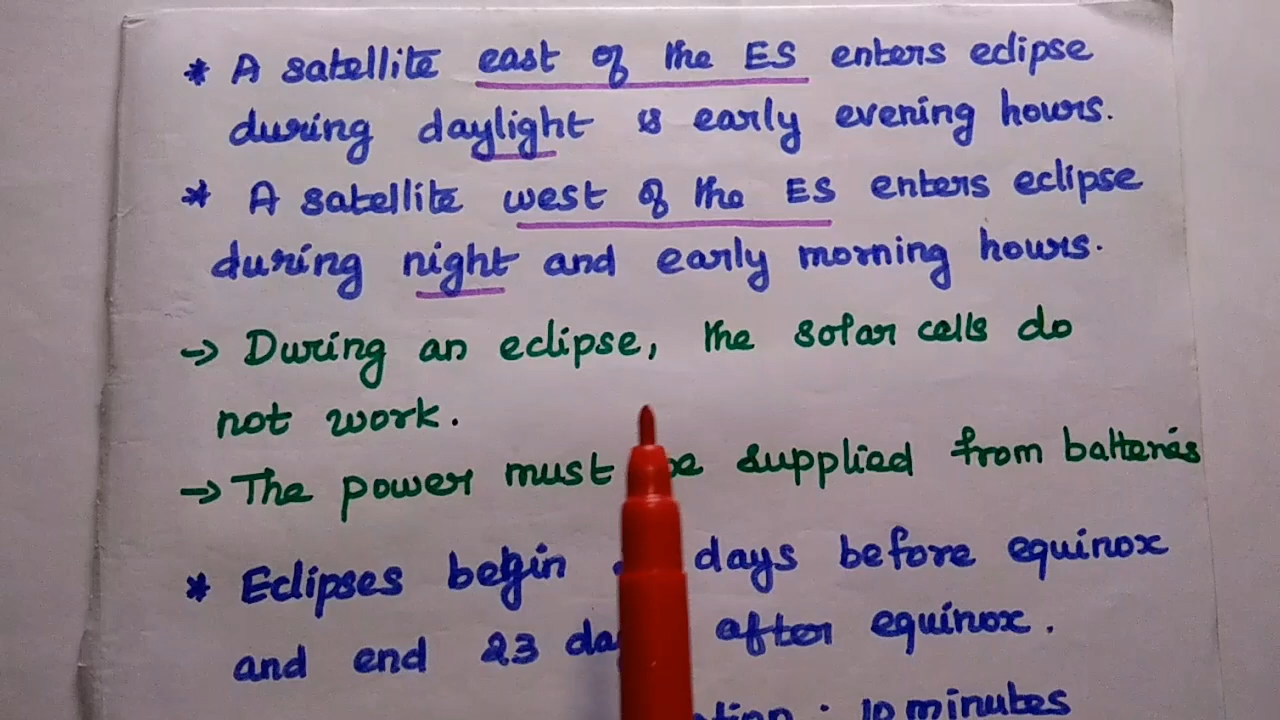 * A satellite east of the ES enters eclipse
during daylight is early evening hours.
* A satellite west of the ES enters eclipse
during night and early morning hours.
→ During an eclipse, the solar cells do
not work.
→ The power must be supplied from batteries
* Eclipses begin days before equinox
and end 23 after equinox.
: 10 minutes